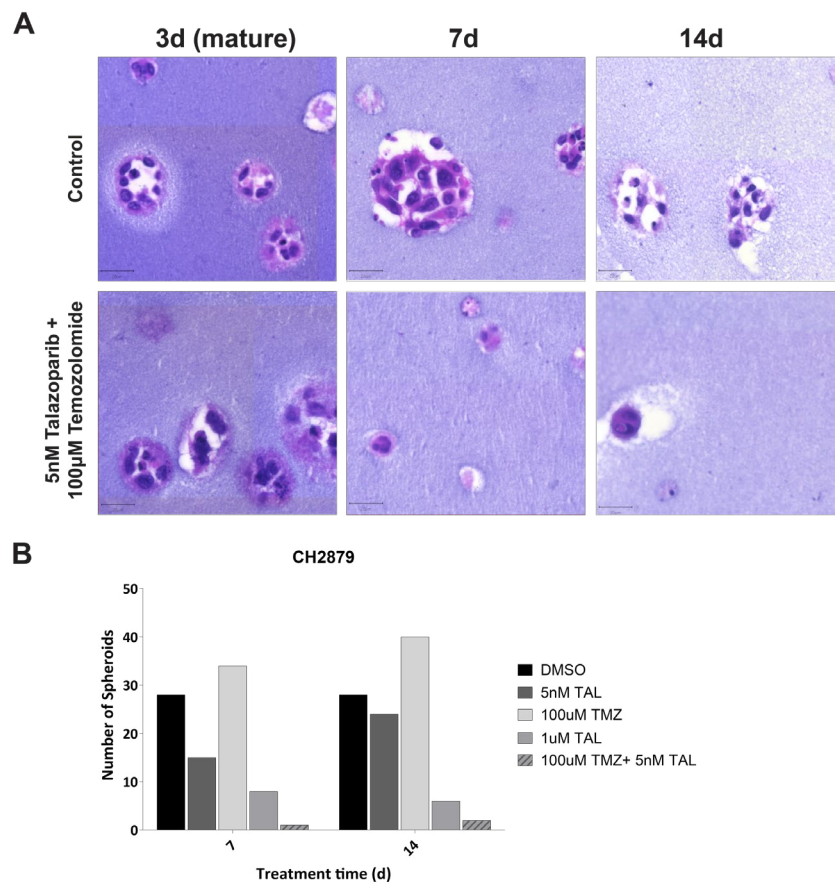 A
3d (mature)
7d
14d
Control
5nM Talazoparib +
100µM Temozolomide
B
CH2879
Number of Spheroids
50
40
30
20
10
0
7
14
Treatment time (d)
DMSO
5nM TAL
100uM TMZ
1uM TAL
100uM TMZ+ 5nM TAL